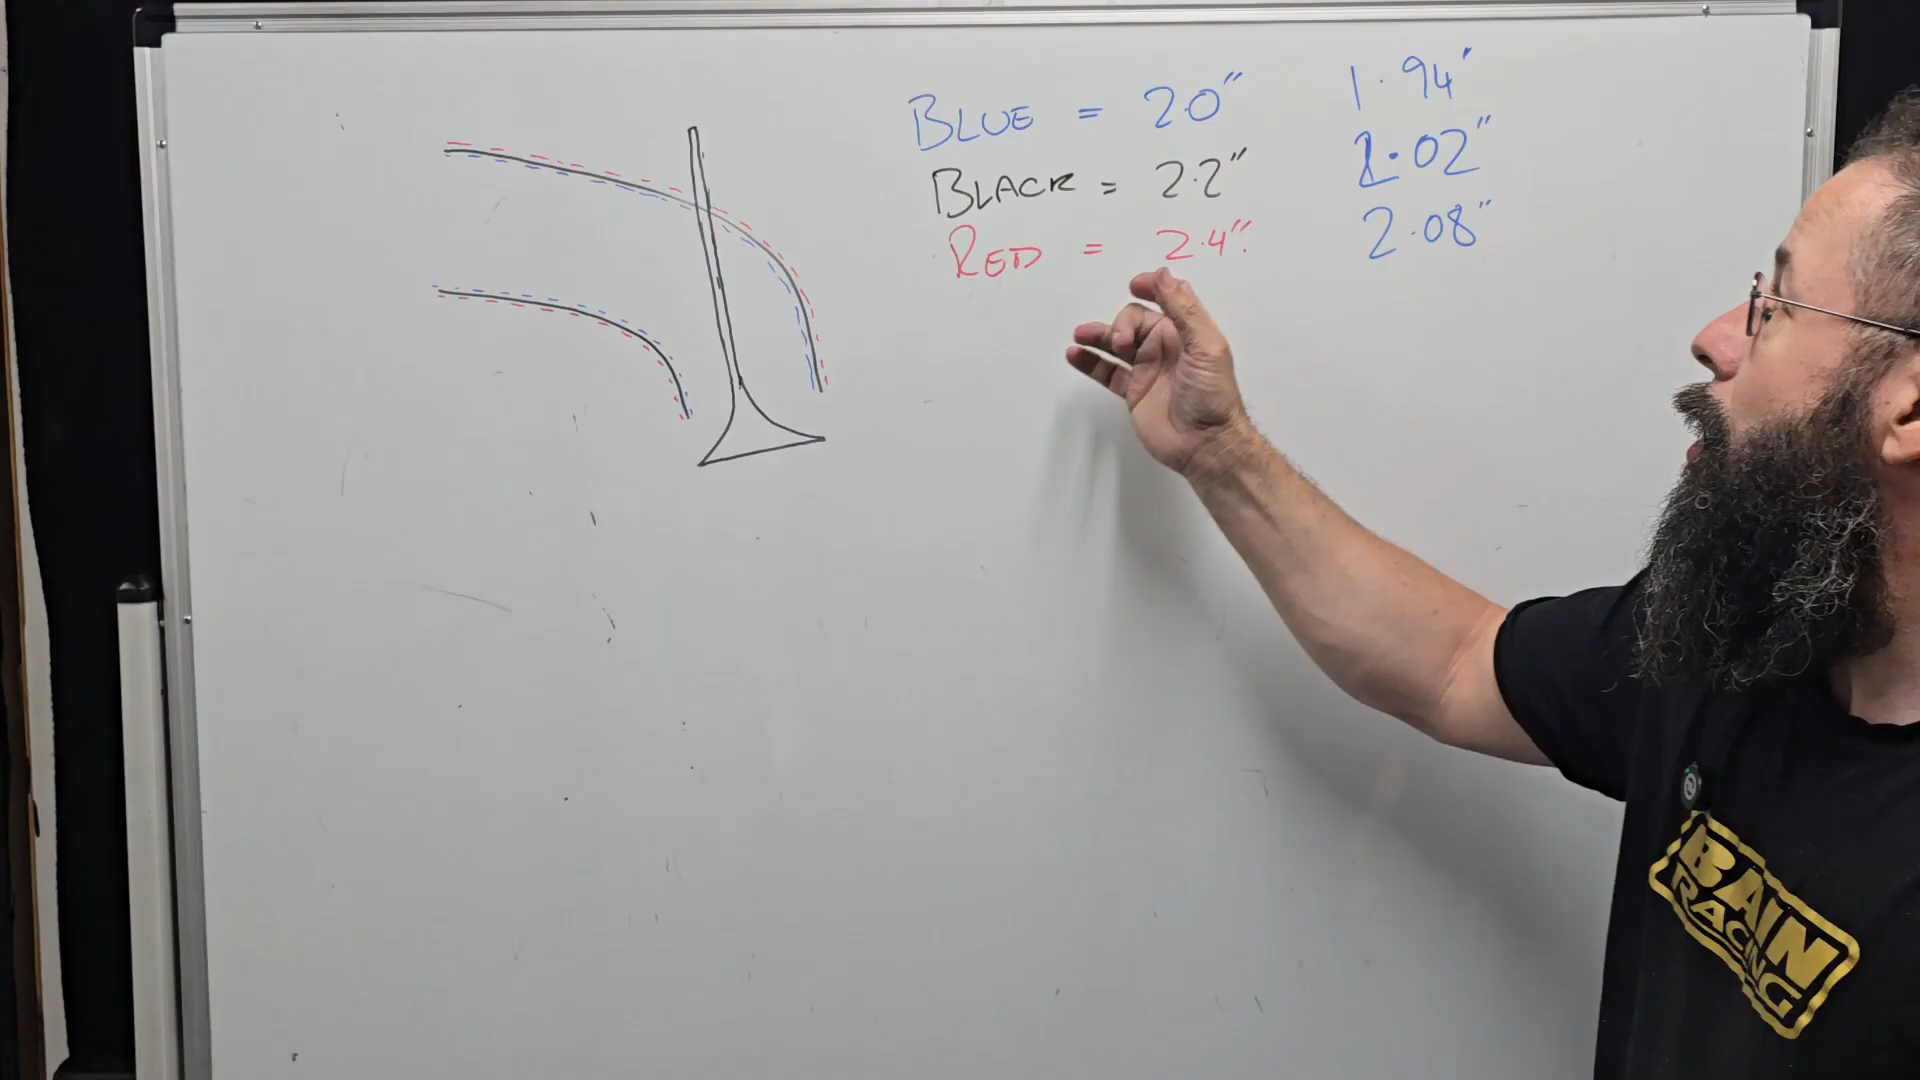 BLUE = 2.0" 1.94"
BLACK = 2.2" 2.02"
RED = 2.4" 2.08"
BAIN
RACING